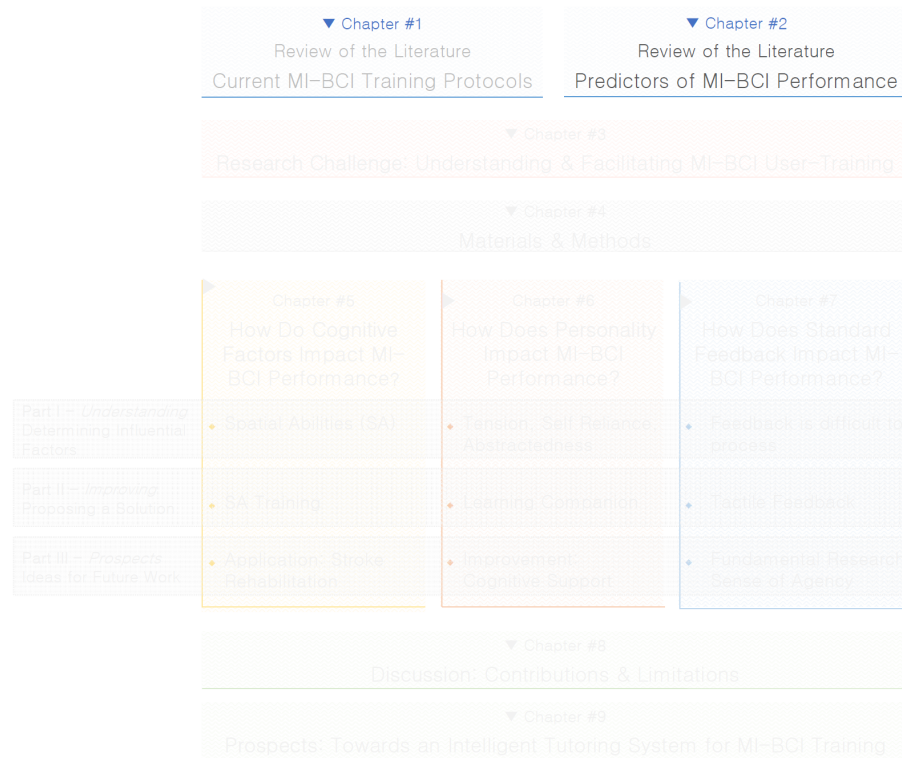 ▼ Chapter #1
Review of the Literature
Current MI-BCI Training Protocols
▼ Chapter #2
Review of the Literature
Predictors of MI-BCI Performance
▼ Chapter #3
Research Challenge: Understanding & Facilitating MI-BCI User-Training
▼ Chapter #4
Materials & Methods
Chapter #5
How Do Cognitive
Factors Impact MI-
BCI Performance?
Chapter #6
How Does Personality
Impact MI-BCI
Performance?
Chapter #7
How Does Standard
Feedback Impact MI-
BCI Performance?
Part I - Understanding
Determining Influential
Factors
Spatial Abilities (SA)
Tension, Self Reliance,
Abstractedness
Feedback is difficult to
process
Part II - Improving
Proposing a Solution
SA Training
Learning Companion
Tactile Feedback
Part III - Prospects
Ideas for Future Work
Application: Stroke
Rehabilitation
Improvement:
Cognitive Support
Fundamental Research
Sense of Agency
▼ Chapter #8
Discussion: Contributions & Limitations
▼ Chapter #9
Prospects: Towards an Intelligent Tutoring System for MI-BCI Training